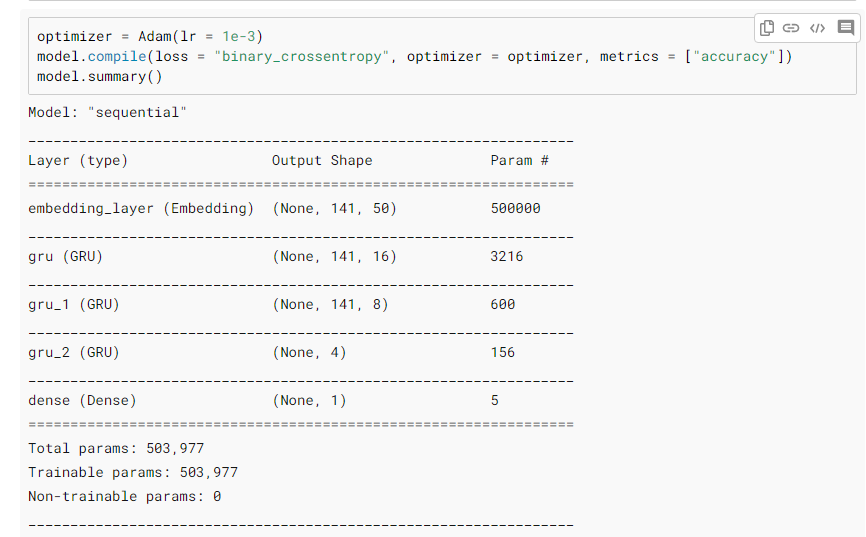 optimizer = Adam(lr = 1e-3)
model.compile(loss = "binary_crossentropy", optimizer = optimizer, metrics = ["accuracy"])
model.summary()
Model: "sequential"
_________________________________________________________________
Layer (type)                 Output Shape              Param #
=================================================================
embedding_layer (Embedding)  (None, 141, 50)           500000
_________________________________________________________________
gru (GRU)                    (None, 141, 16)           3216
_________________________________________________________________
gru_1 (GRU)                  (None, 141, 8)            600
_________________________________________________________________
gru_2 (GRU)                  (None, 4)                 156
_________________________________________________________________
dense (Dense)                (None, 1)                 5
=================================================================
Total params: 503,977
Trainable params: 503,977
Non-trainable params: 0
_________________________________________________________________